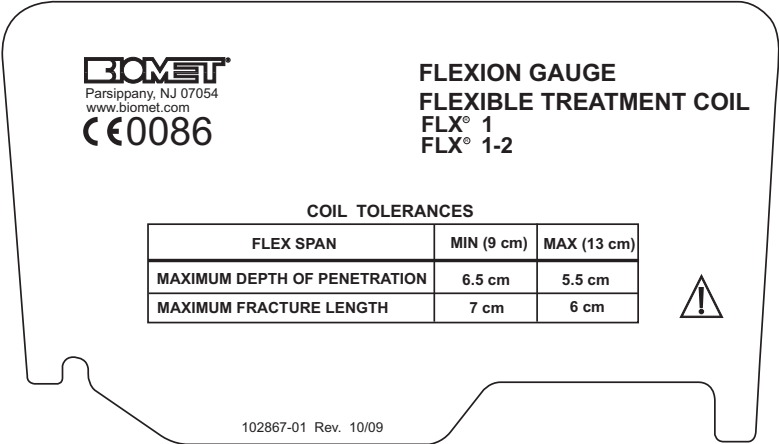 BIOMET®
Parsippany, NJ 07054
www.biomet.com
CE0086
FLEXION GAUGE
FLEXIBLE TREATMENT COIL
FLX® 1
FLX® 1-2
COIL TOLERANCES
FLEX SPAN MIN (9 cm) MAX (13 cm)
MAXIMUM DEPTH OF PENETRATION 6.5 cm 5.5 cm
MAXIMUM FRACTURE LENGTH 7 cm 6 cm
102867-01 Rev. 10/09